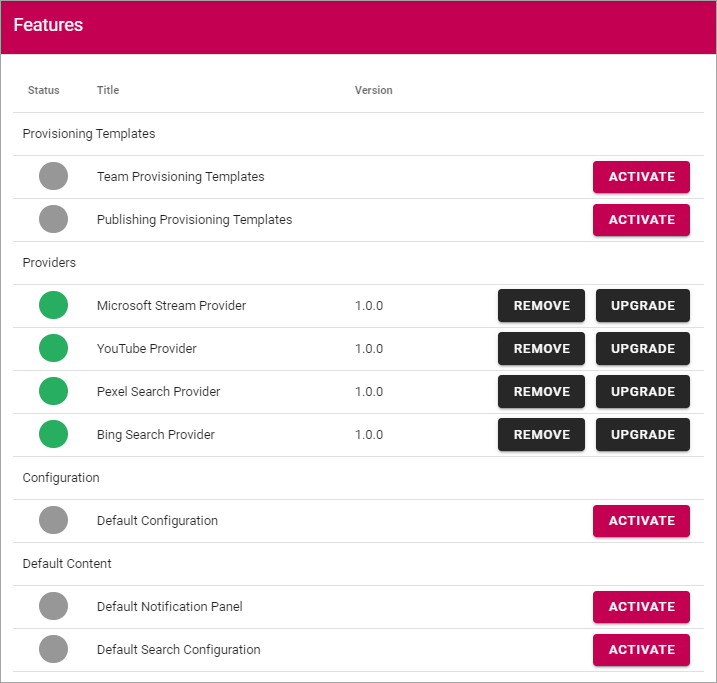 Features
Status Title Version
Provisioning Templates
Team Provisioning Templates ACTIVATE
Publishing Provisioning Templates ACTIVATE
Providers
Microsoft Stream Provider 1.0.0 REMOVE UPGRADE
YouTube Provider 1.0.0 REMOVE UPGRADE
Pexel Search Provider 1.0.0 REMOVE UPGRADE
Bing Search Provider 1.0.0 REMOVE UPGRADE
Configuration
Default Configuration ACTIVATE
Default Content
Default Notification Panel ACTIVATE
Default Search Configuration ACTIVATE